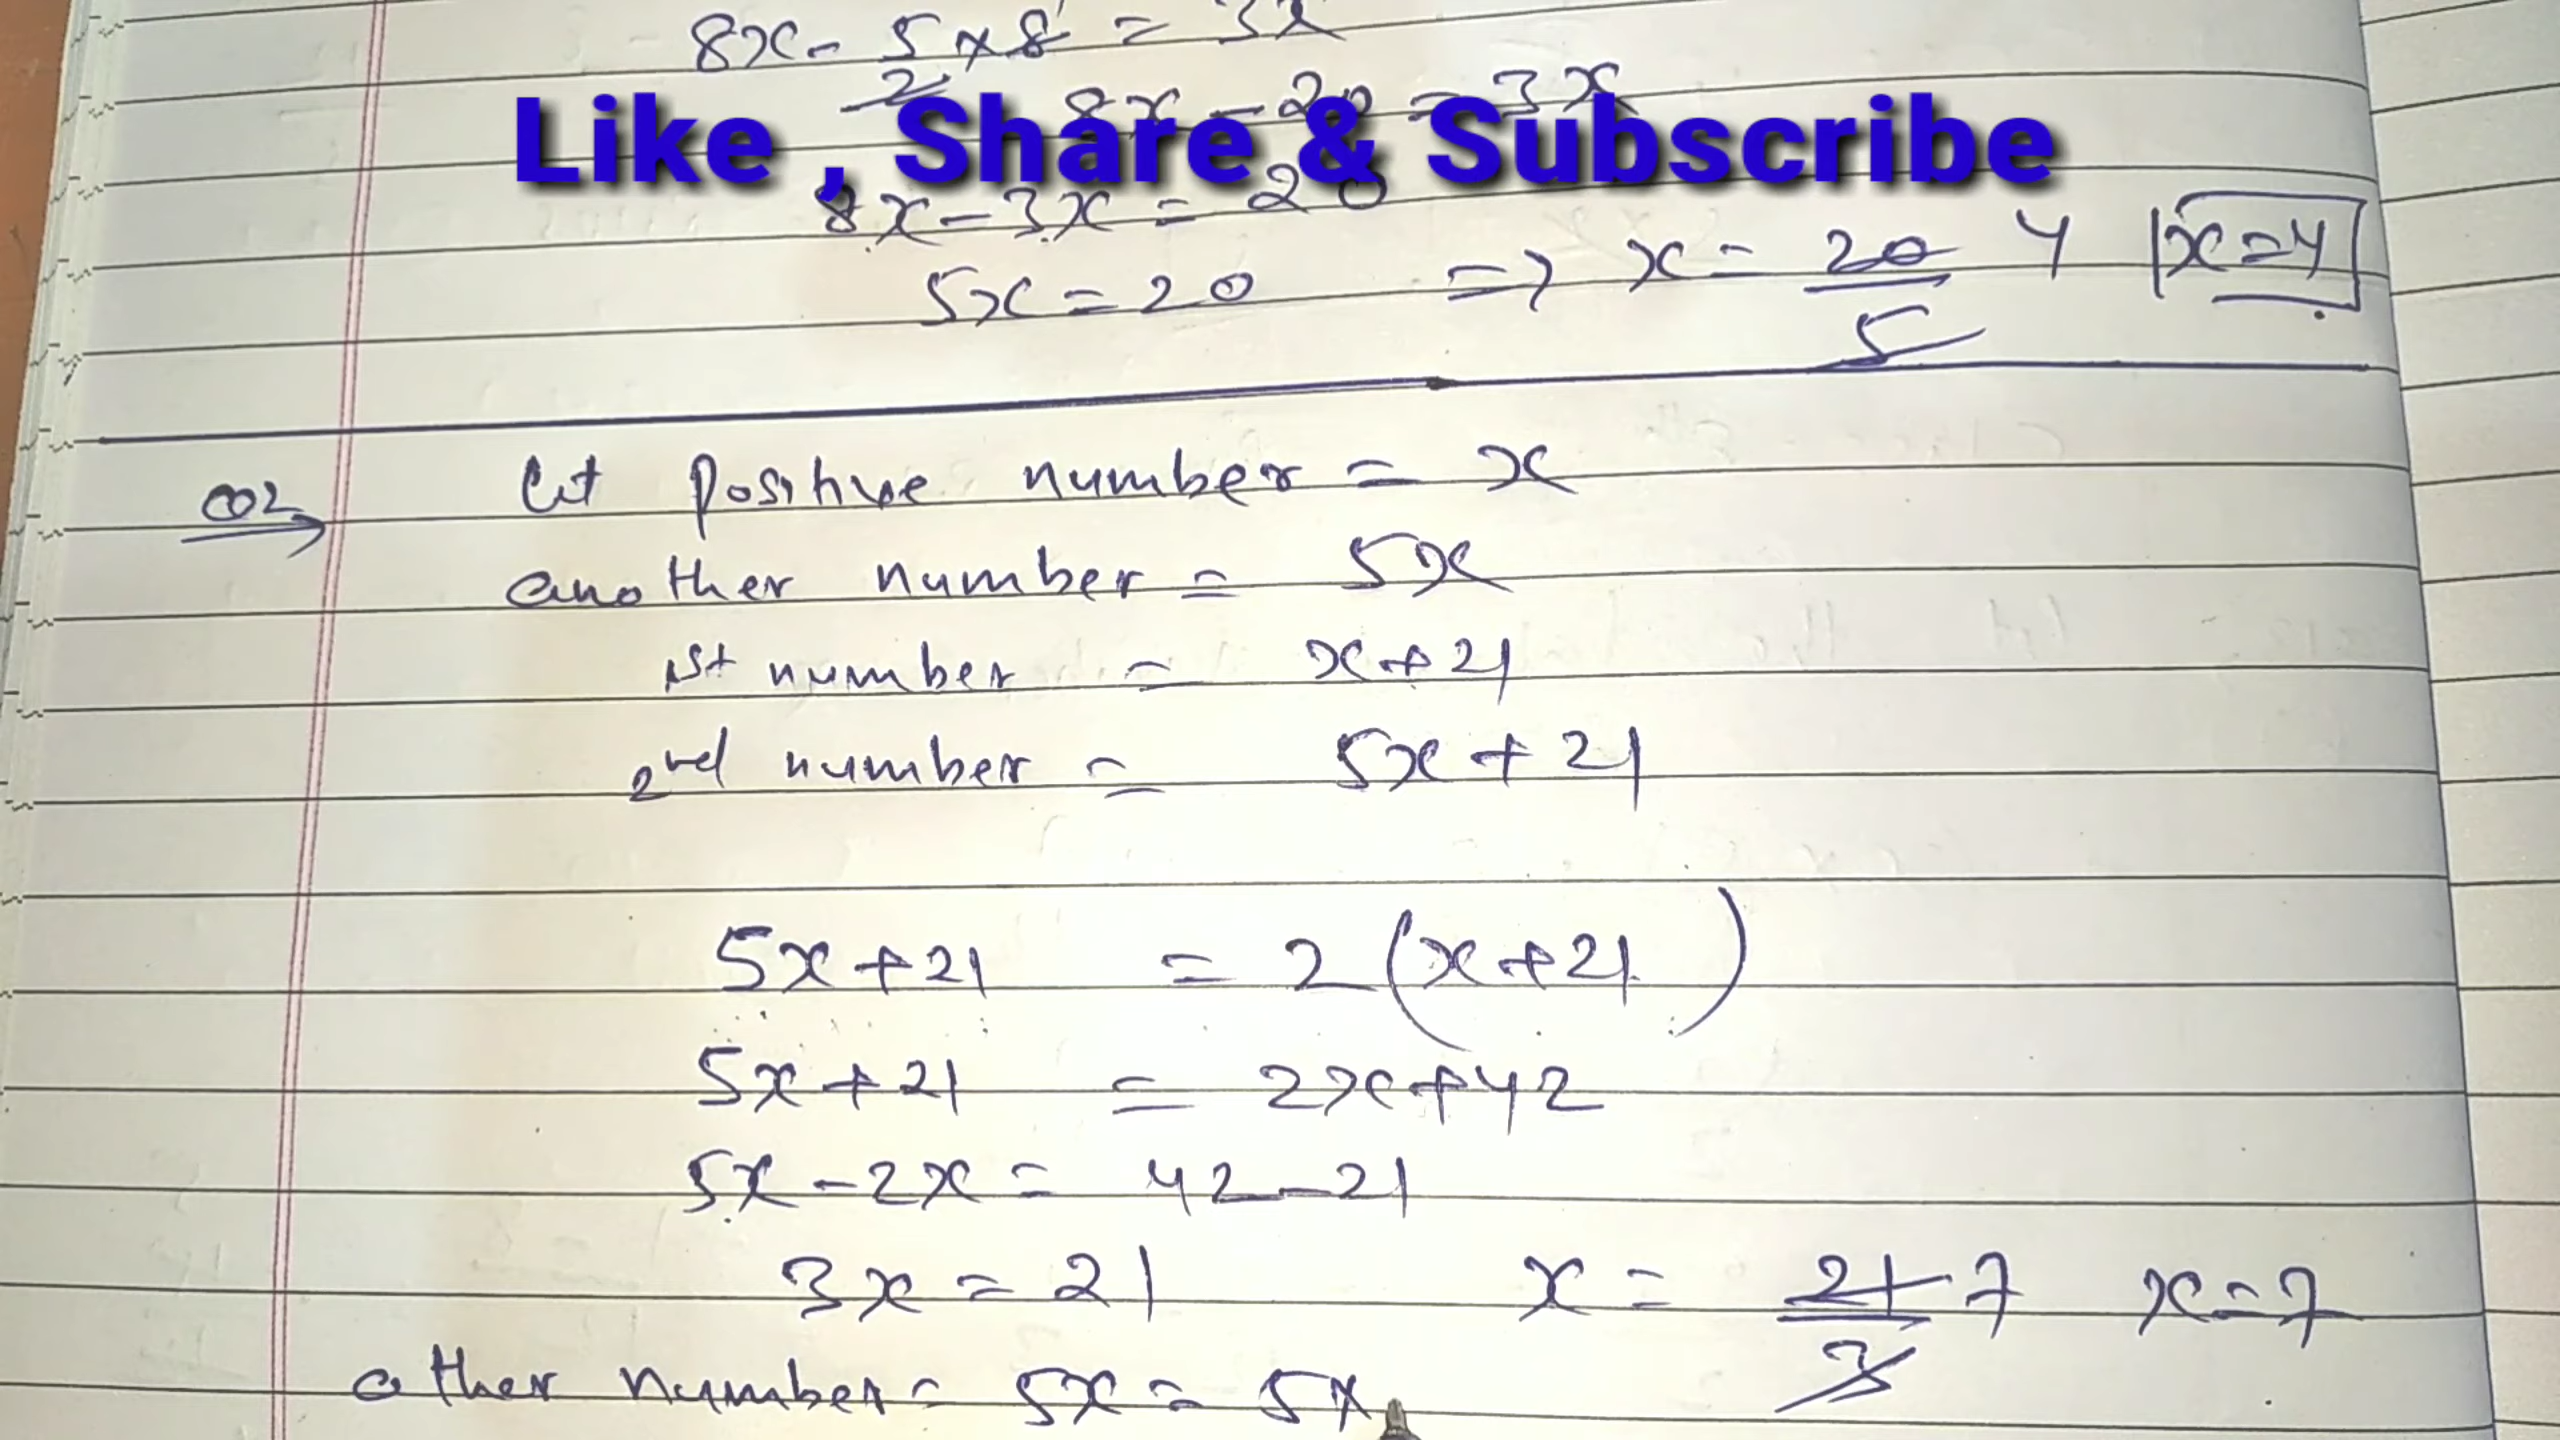 8x - 5/2 × 8 = 3x
8x - 20 = 3x
Like , Share & Subscribe
8x - 3x = 20
5x = 20 => x = 20/5 4 x = 4
Q2 Let positive number = x
another number = 5x
1st number = x + 21
2nd number = 5x + 21
5x + 21 = 2 (x + 21)
5x + 21 = 2x + 42
5x - 2x = 42 - 21
3x = 21 x = 21/3 7 x = 7
other number = 5x = 5x